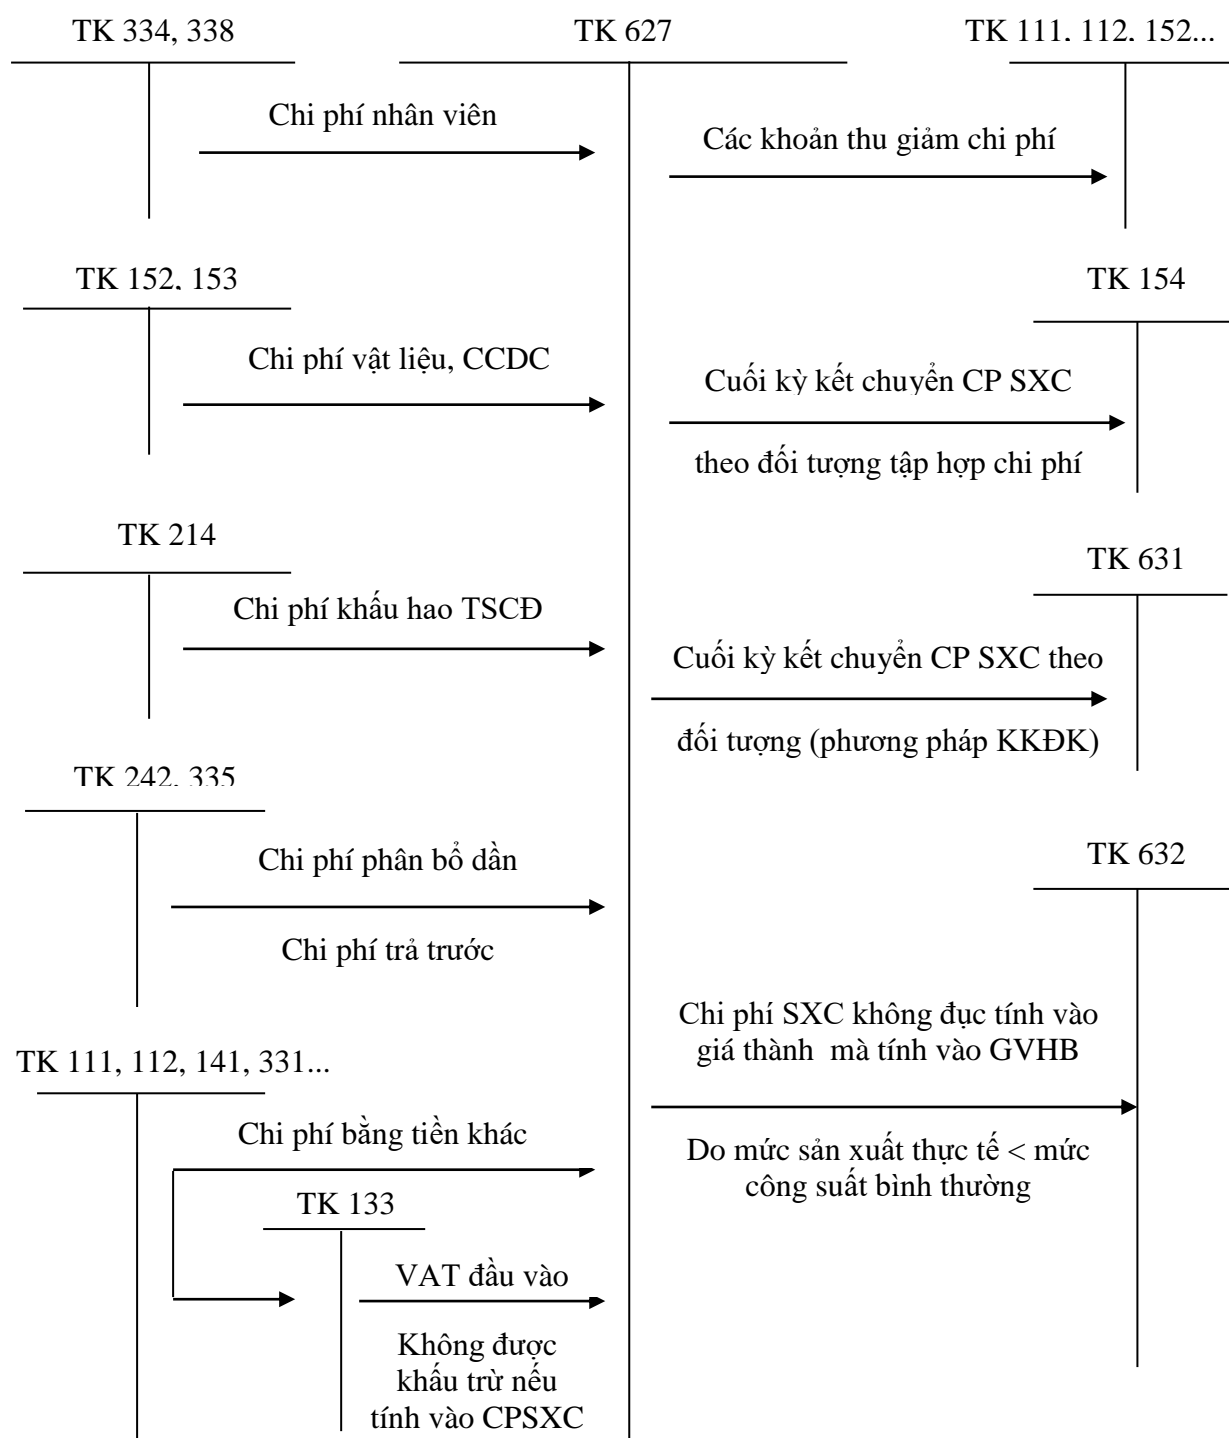 TK 334, 338
TK 627
TK 111, 112, 152...
Chi phí nhân viên
Các khoản thu giảm chi phí
TK 152, 153
TK 154
Chi phí vật liệu, CCDC
Cuối kỳ kết chuyển CP SXC
theo đối tượng tập hợp chi phí
TK 214
TK 631
Chi phí khấu hao TSCĐ
Cuối kỳ kết chuyển CP SXC theo
đối tượng (phương pháp KKĐK)
TK 242, 335
TK 632
Chi phí phân bổ dần
Chi phí trả trước
Chi phí SXC không đục tính vào
giá thành mà tính vào GVHB
TK 111, 112, 141, 331...
Chi phí bằng tiền khác
Do mức sản xuất thực tế < mức
công suất bình thường
TK 133
VAT đầu vào
Không được
khấu trừ nếu
tính vào CPSXC